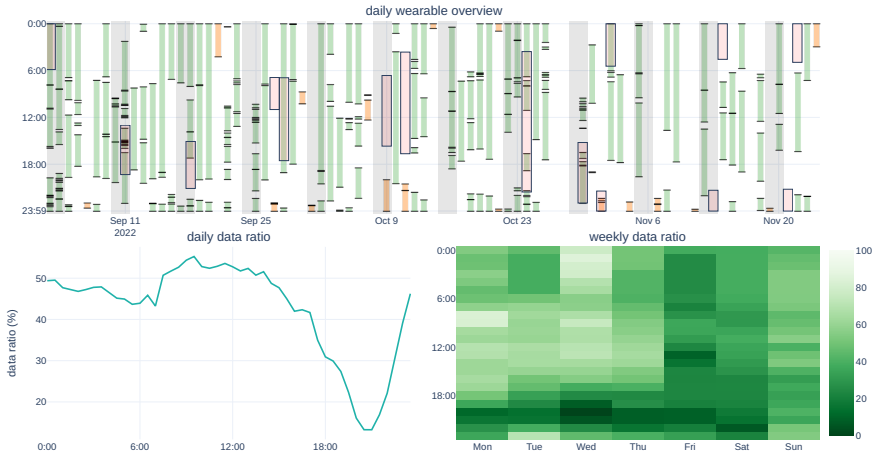 daily wearable overview
0:00
6:00
12:00
18:00
23:59
Sep 11
2022
Sep 25
Oct 9
Oct 23
Nov 6
Nov 20
daily data ratio
data ratio (%)
50
40
30
20
0:00
6:00
12:00
18:00
weekly data ratio
0:00
6:00
12:00
18:00
Mon
Tue
Wed
Thu
Fri
Sat
Sun
100
80
60
40
20
0